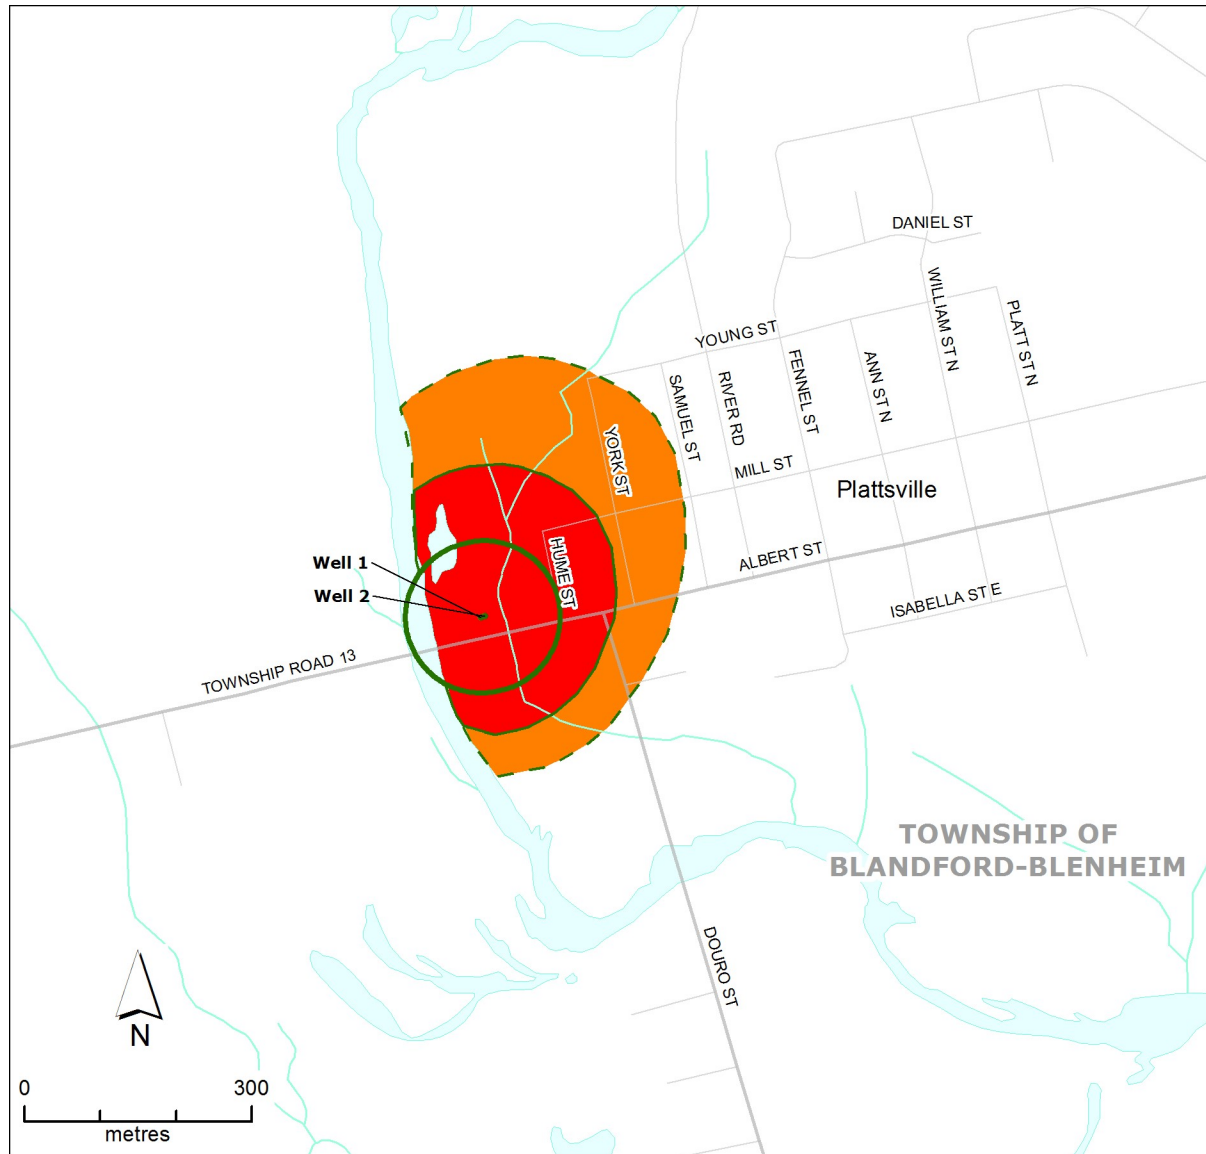 DANIEL ST
WILLIAM ST N
PLATT ST N
YOUNG ST
FENNEL ST
ANN ST N
SAMUEL ST
RIVER RD
YORK ST
MILL ST
Plattsville
HUME ST
ALBERT ST
Well 1
Well 2
ISABELLA ST E
TOWNSHIP ROAD 13
TOWNSHIP OF
BLANDFORD-BLENHEIM
DOURO ST
N
0 300
metres